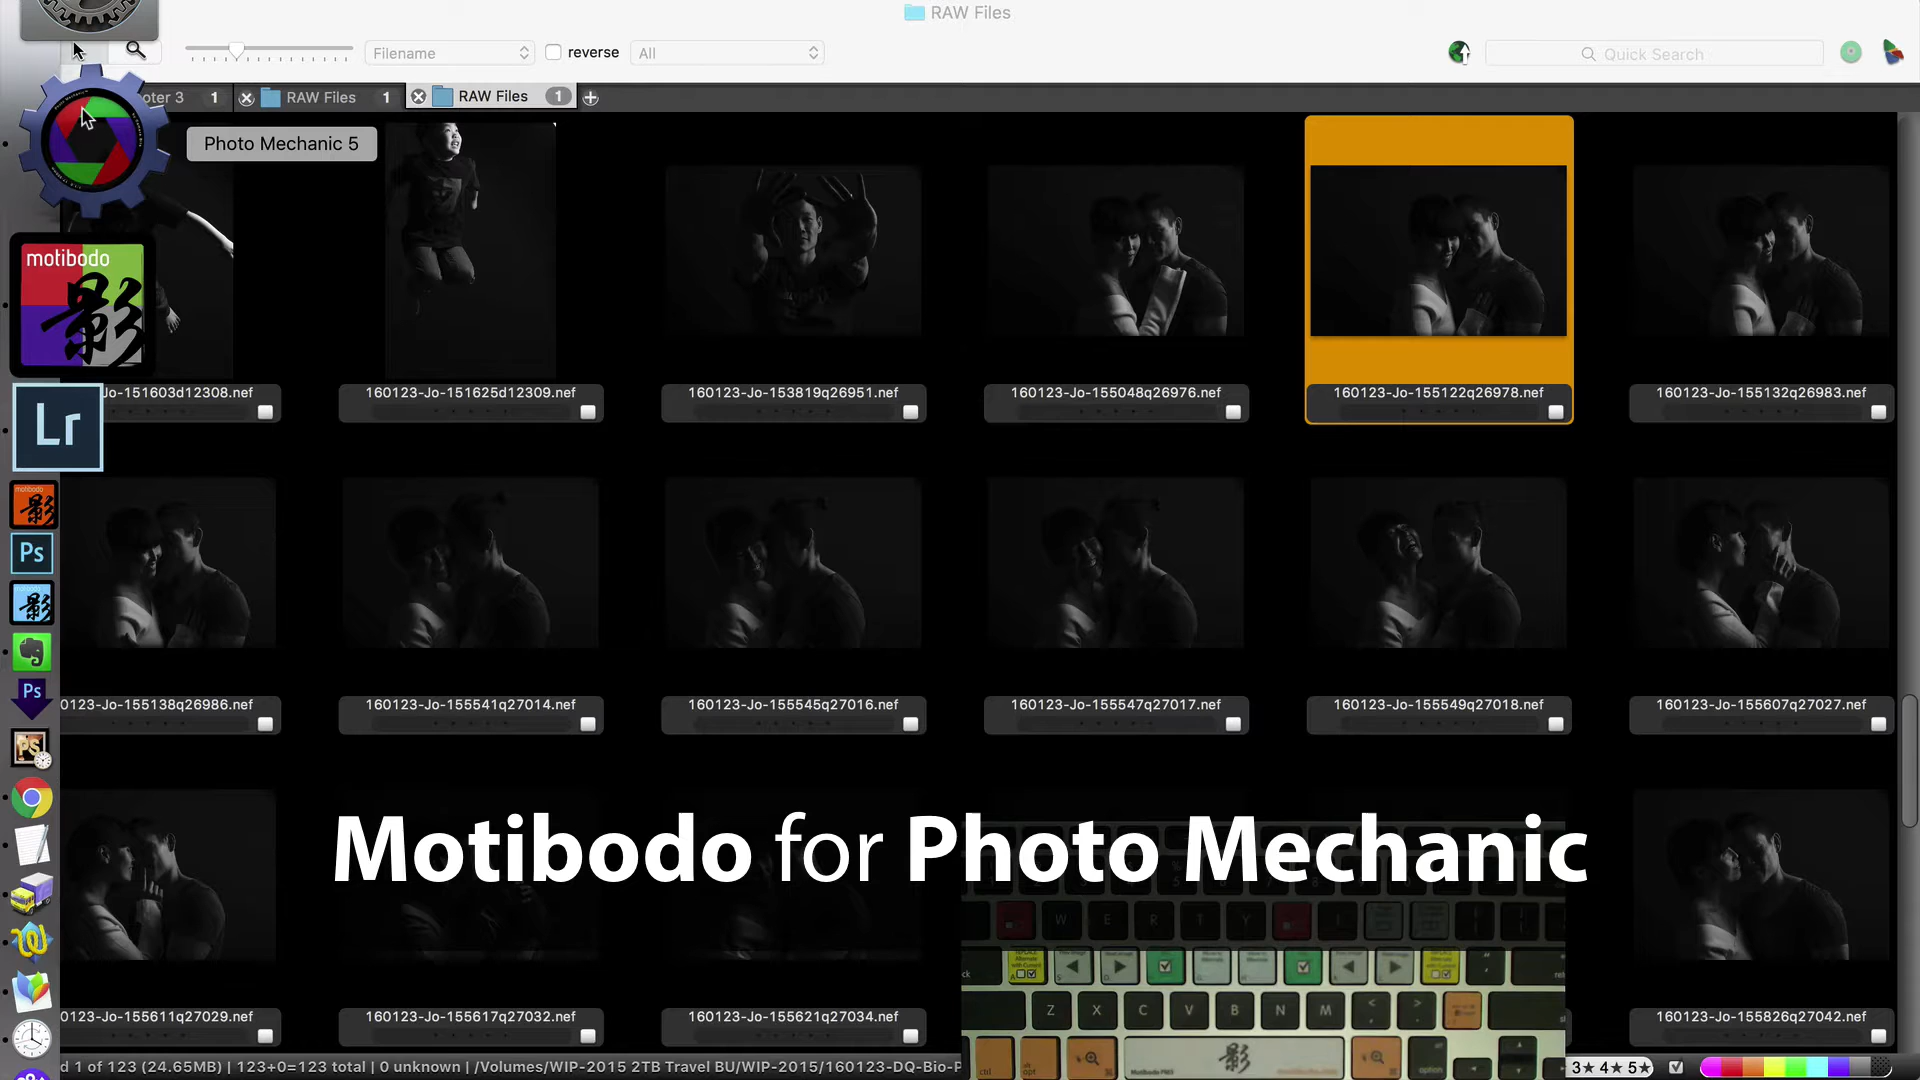 RAW Files
Filename
reverse
All
Quick Search
oter 3 1
RAW Files 1
RAW Files 1
Photo Mechanic 5
motibodo
影
Jo-151603d12308.nef
160123-Jo-151625d12309.nef
160123-Jo-153819q26951.nef
160123-Jo-155048q26976.nef
160123-Jo-155122q26978.nef
160123-Jo-155132q26983.nef
Lr
影
Ps
影
0123-Jo-155138q26986.nef
160123-Jo-155541q27014.nef
160123-Jo-155545q27016.nef
160123-Jo-155547q27017.nef
160123-Jo-155549q27018.nef
160123-Jo-155607q27027.nef
Ps
PS
Motibodo for Photo Mechanic
W E R T Y
Z X C V B N M < >
影
option
0123-Jo-155611q27029.nef
160123-Jo-155617q27032.nef
160123-Jo-155621q27034.nef
160123-Jo-155826q27042.nef
d 1 of 123 (24.65MB) | 123+0=123 total | 0 unknown | /Volumes/WIP-2015 2TB Travel BU/WIP-2015/160123-DQ-Bio-P
3★ 4★ 5★